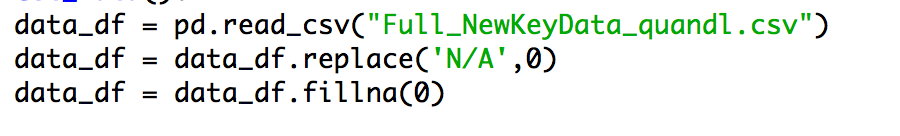 data_df = pd.read_csv("Full_NewKeyData_quandl.csv")
data_df = data_df.replace('N/A',0)
data_df = data_df.fillna(0)